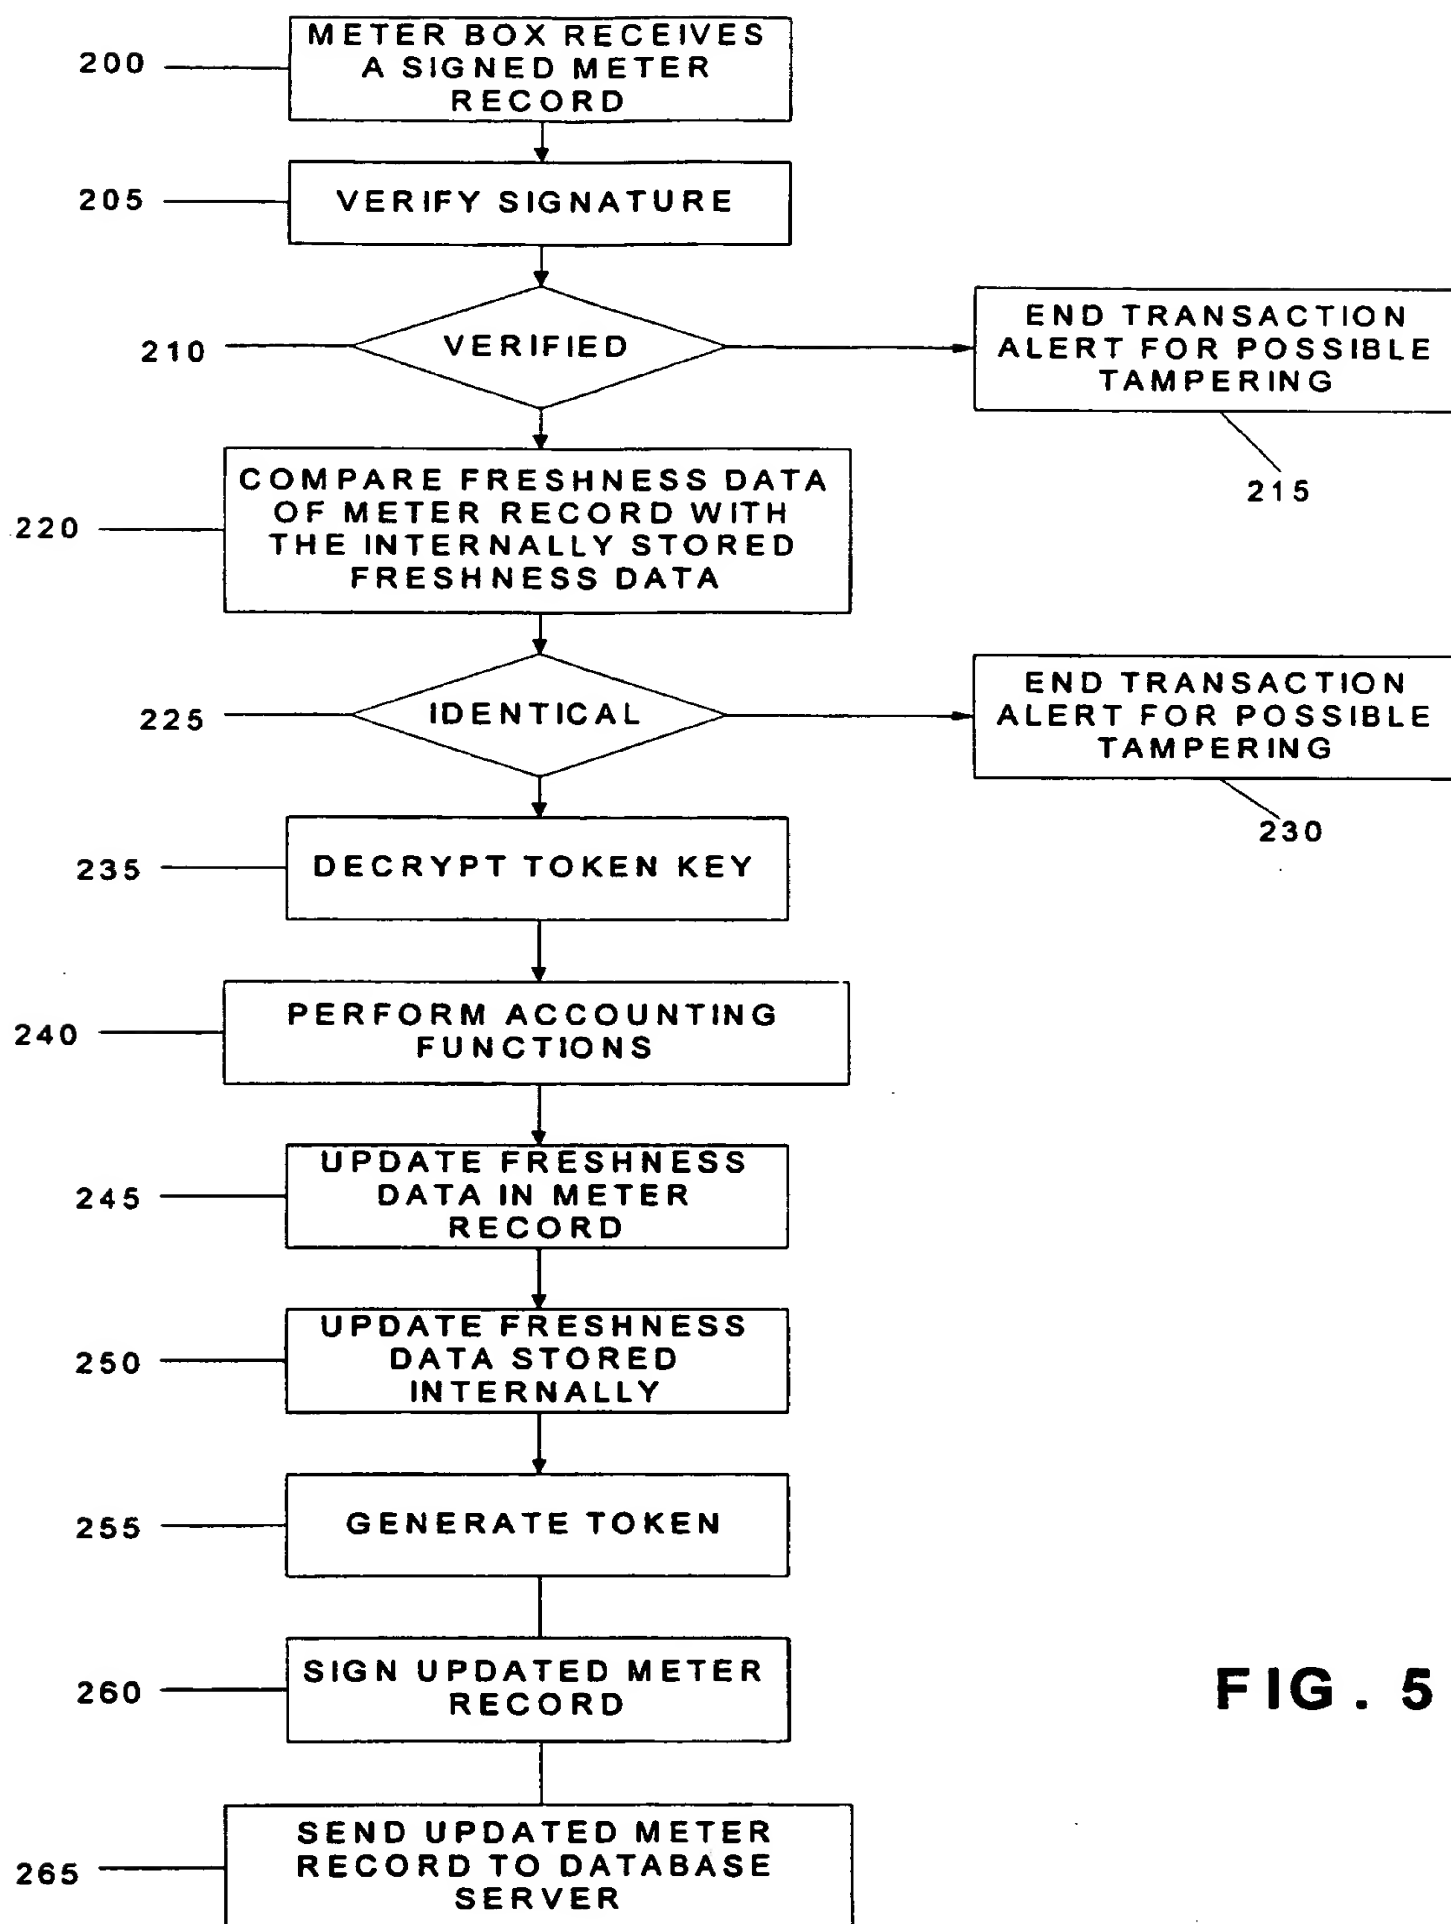 200
METER BOX RECEIVES
A SIGNED METER
RECORD
205
VERIFY SIGNATURE
210
VERIFIED
END TRANSACTION
ALERT FOR POSSIBLE
TAMPERING
215
220
COMPARE FRESHNESS DATA
OF METER RECORD WITH
THE INTERNALLY STORED
FRESHNESS DATA
225
IDENTICAL
END TRANSACTION
ALERT FOR POSSIBLE
TAMPERING
230
235
DECRYPT TOKEN KEY
240
PERFORM ACCOUNTING
FUNCTIONS
245
UPDATE FRESHNESS
DATA IN METER
RECORD
250
UPDATE FRESHNESS
DATA STORED
INTERNALLY
255
GENERATE TOKEN
260
SIGN UPDATED METER
RECORD
FIG. 5
265
SEND UPDATED METER
RECORD TO DATABASE
SERVER